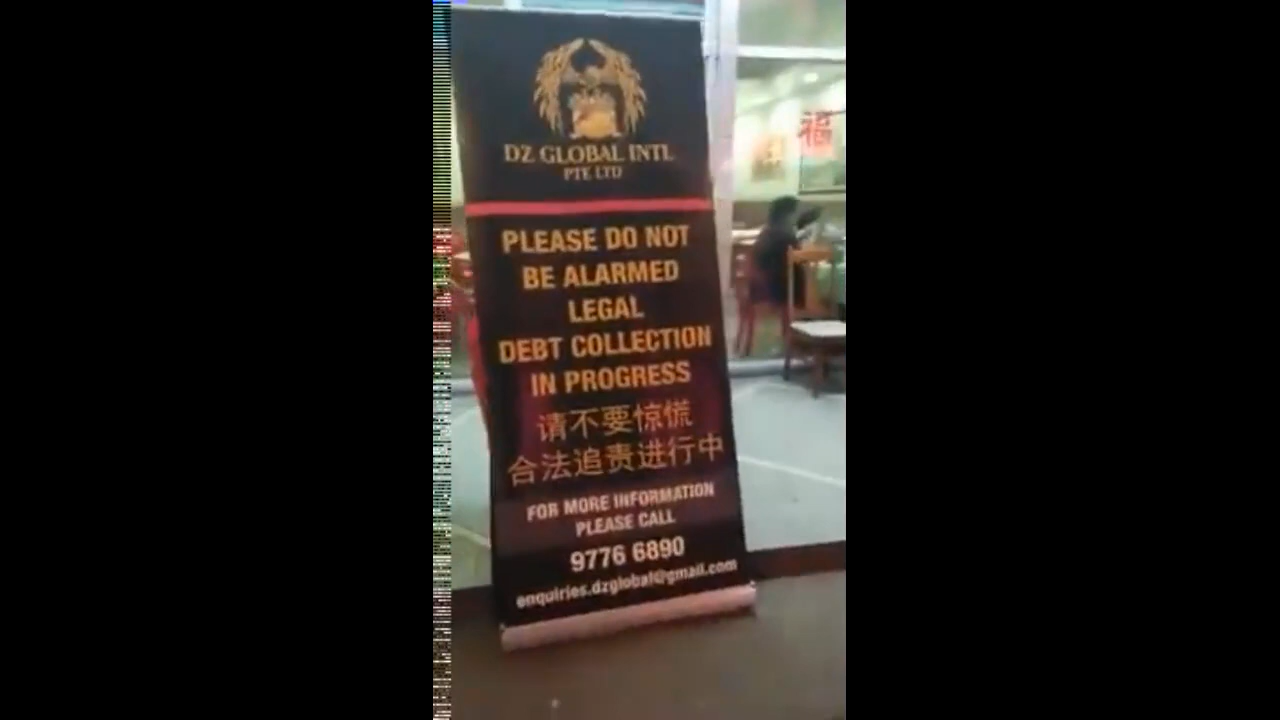 DZ GLOBAL INTL
PTE LTD
PLEASE DO NOT
BE ALARMED
LEGAL
DEBT COLLECTION
IN PROGRESS
请不要惊慌
合法追责进行中
FOR MORE INFORMATION
PLEASE CALL
9776 6890
enquiries.dzglobal@gmail.com
福